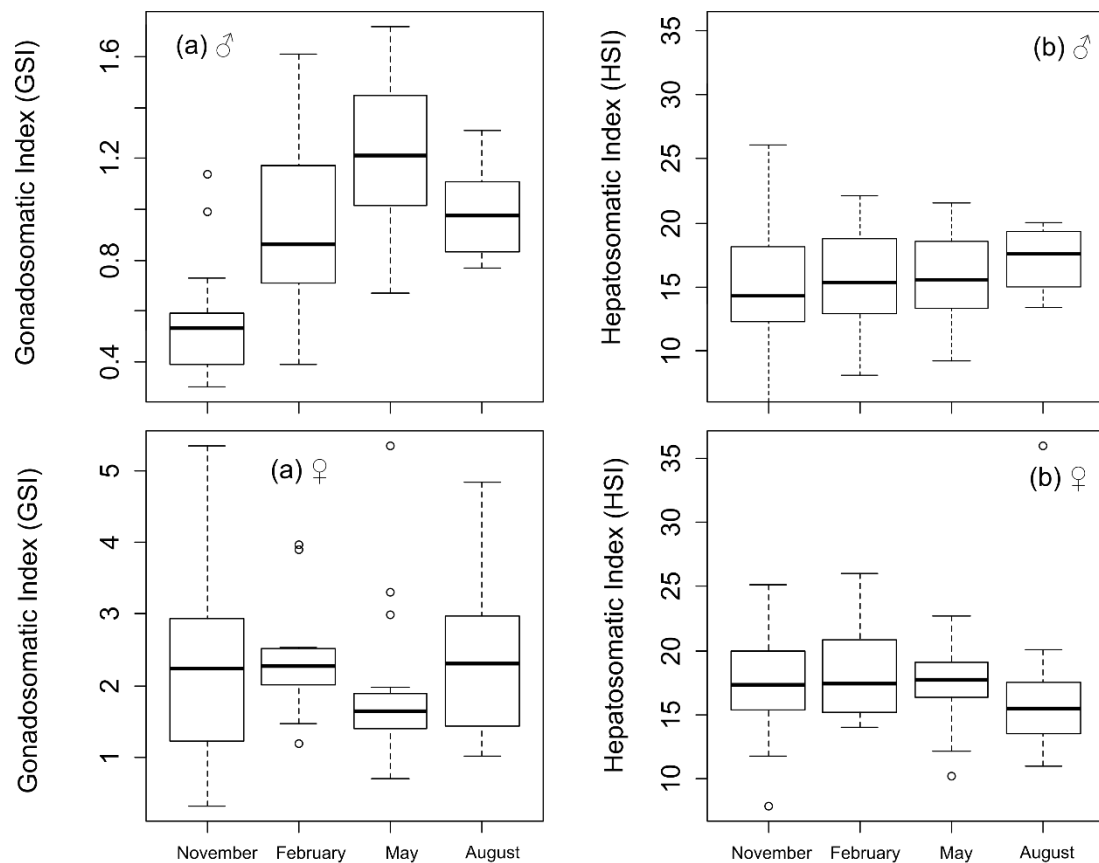 Gonadosomatic Index (GSI)
(a) ♂
1.6
1.2
0.8
0.4
Hepatosomatic Index (HSI)
(b) ♂
35
30
25
20
15
10
Gonadosomatic Index (GSI)
(a) ♀
5
4
3
2
1
November February May August
Hepatosomatic Index (HSI)
(b) ♀
35
30
25
20
15
10
November February May August